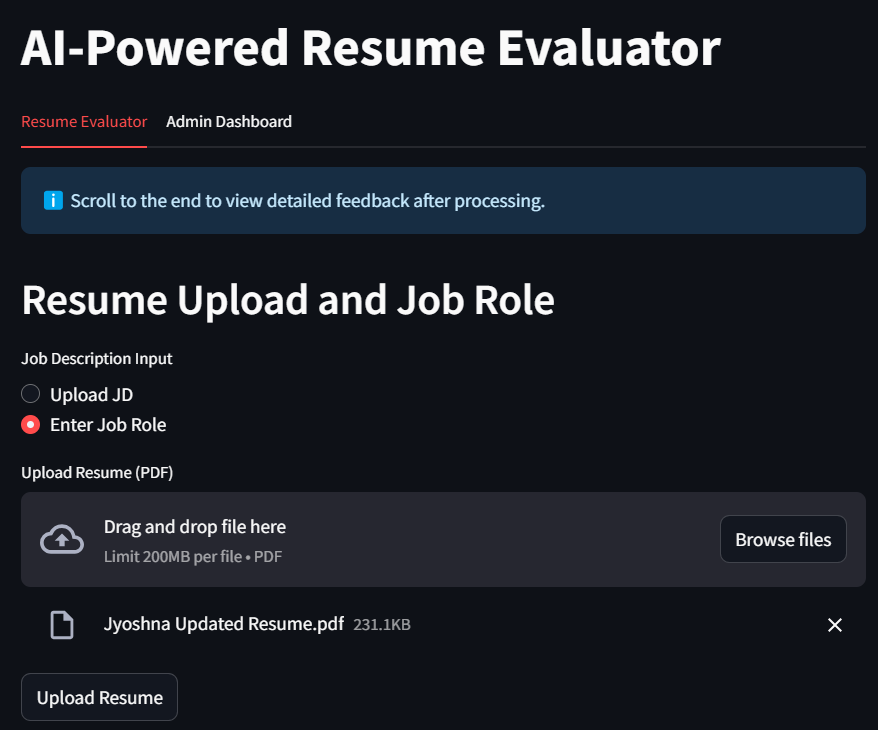 AI-Powered Resume Evaluator
Resume Evaluator Admin Dashboard
i Scroll to the end to view detailed feedback after processing.
Resume Upload and Job Role
Job Description Input
Upload JD
Enter Job Role
Upload Resume (PDF)
Drag and drop file here
Limit 200MB per file • PDF
Browse files
Jyoshna Updated Resume.pdf 231.1KB
Upload Resume